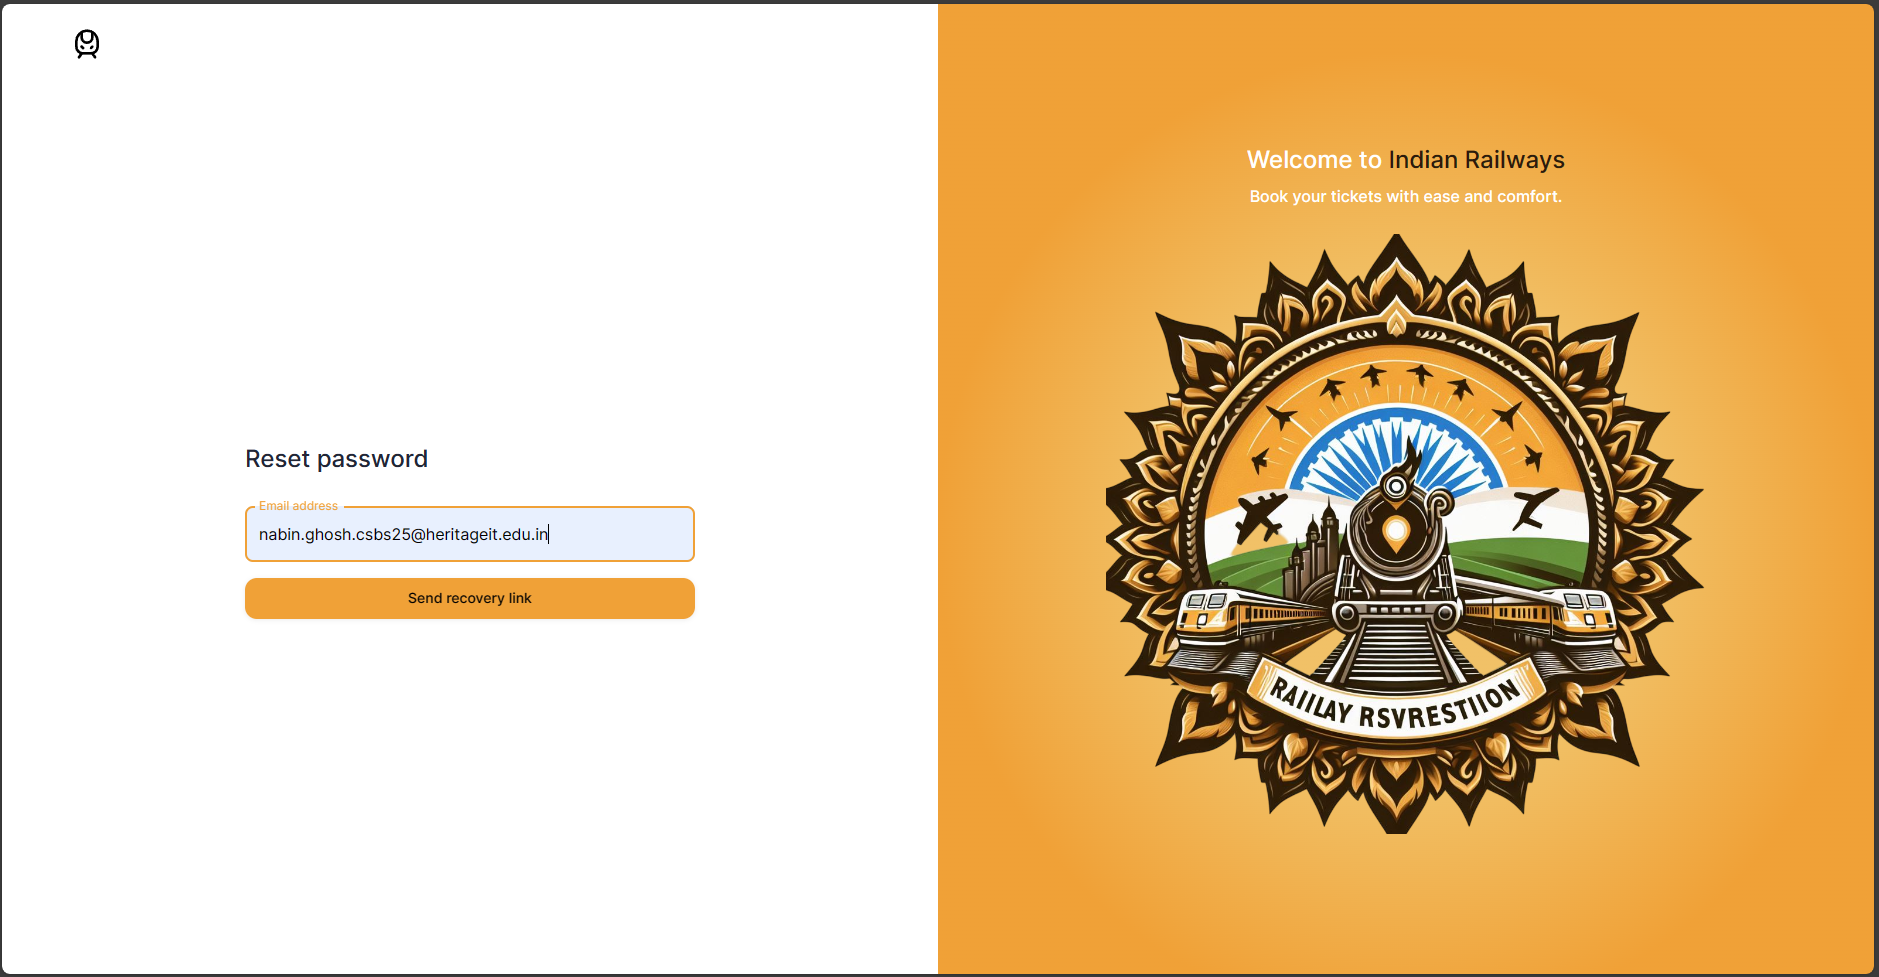 Reset password
Email address
nabin.ghosh.csbs25@heritageit.edu.in
Send recovery link
Welcome to Indian Railways
Book your tickets with ease and comfort.
RAIILAY RSVRESTIION